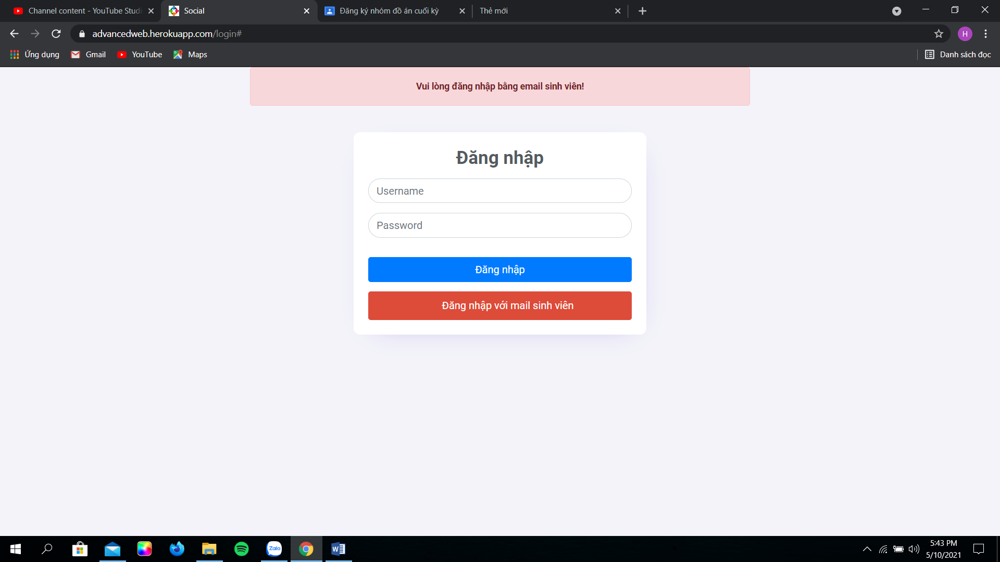 Channel content - YouTube Studi
Social
Đăng ký nhóm đồ án cuối kỳ
Thẻ mới
advancedweb.herokuapp.com/login#
H
Ứng dụng
Gmail
YouTube
Maps
Danh sách đọc
Vui lòng đăng nhập bằng email sinh viên!
Đăng nhập
Username
Password
Đăng nhập
Đăng nhập với mail sinh viên
Zalo
W
5:43 PM
5/10/2021